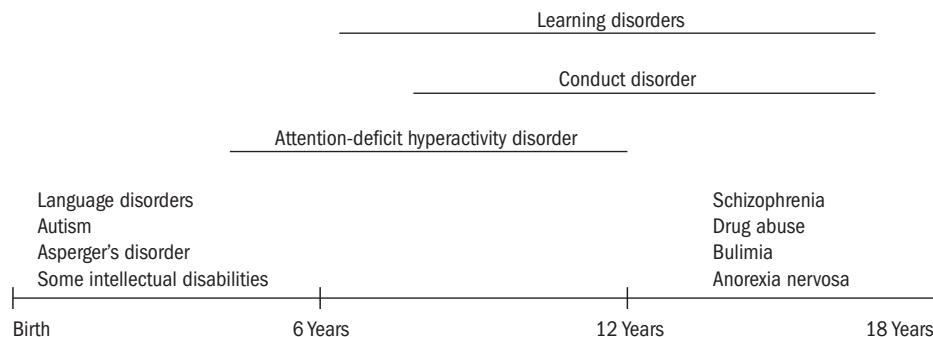 Learning disorders
Conduct disorder
Attention-deficit hyperactivity disorder
Language disorders
Autism
Asperger's disorder
Some intellectual disabilities
Schizophrenia
Drug abuse
Bulimia
Anorexia nervosa
Birth
6 Years
12 Years
18 Years